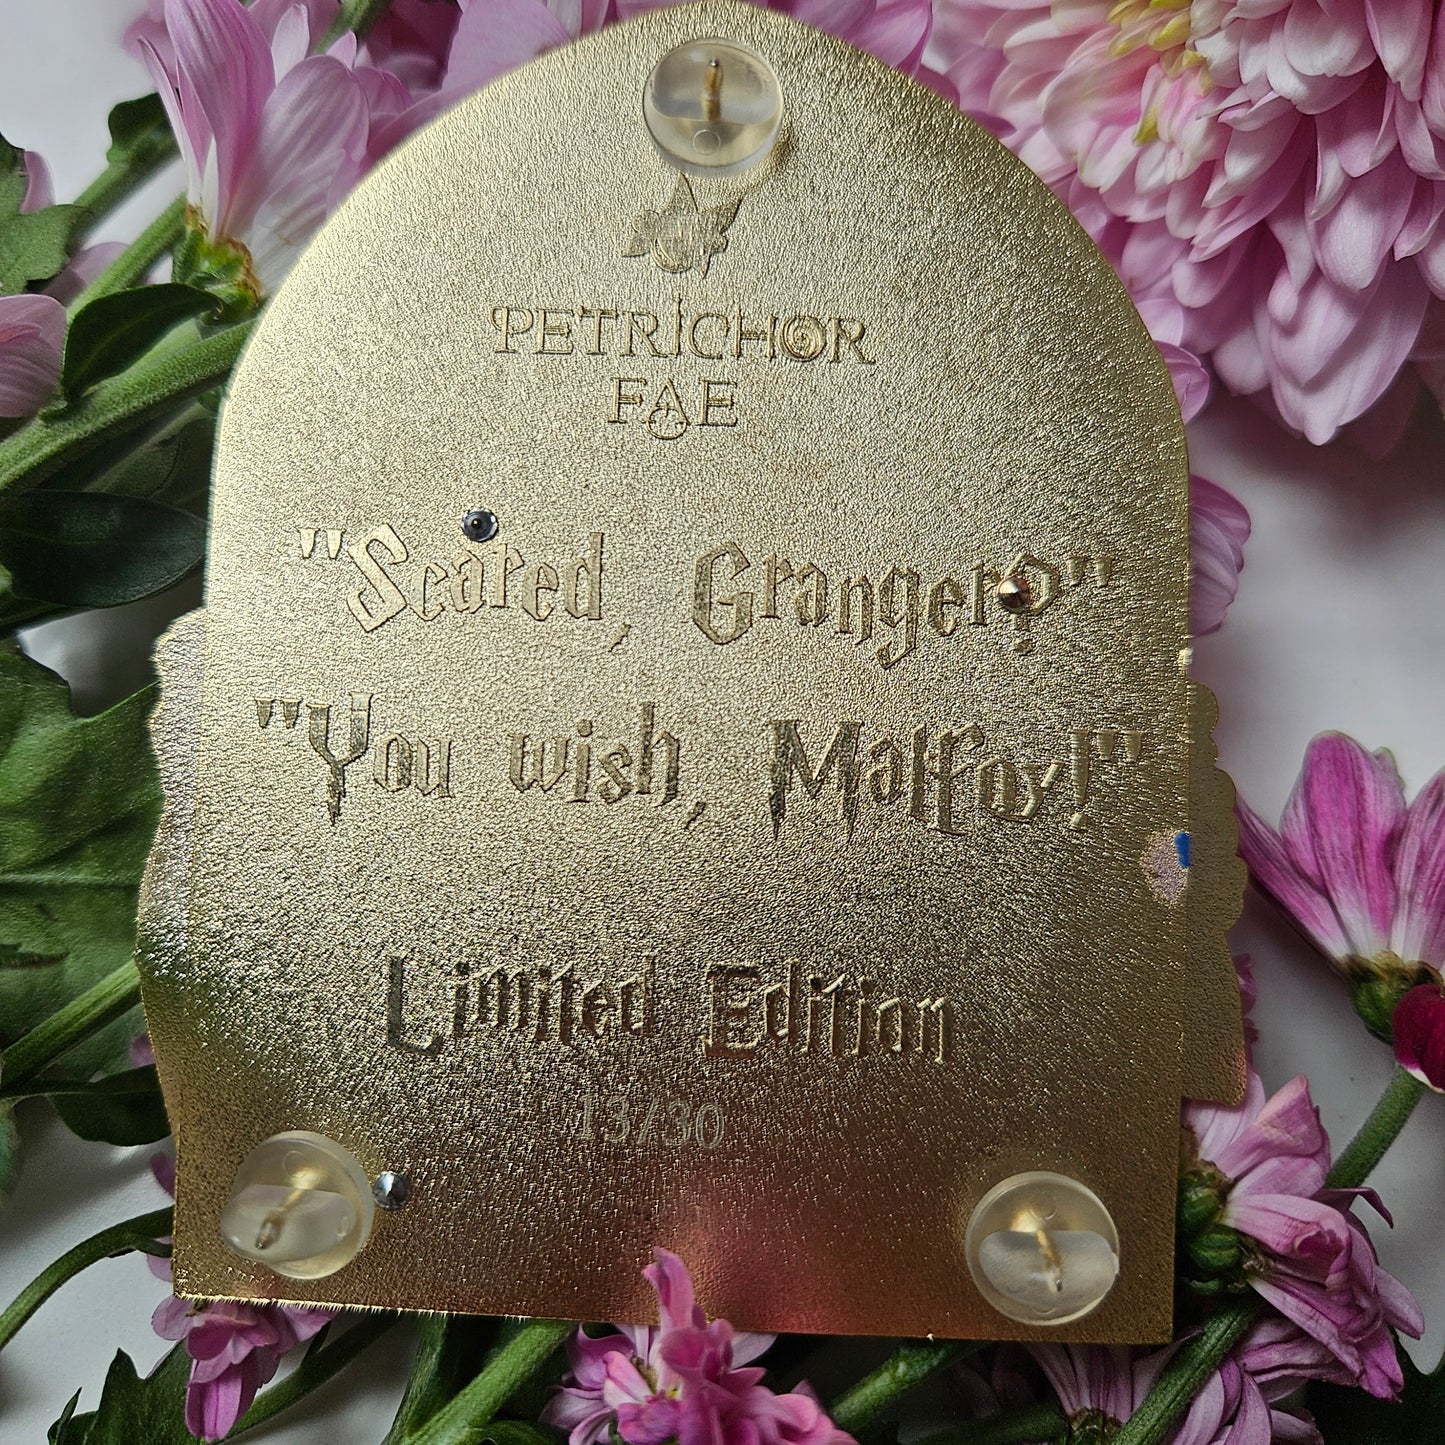 PETRICHOR
FAE
"Scared, Granger?"
"You wish, Malfoy!"
Limited Edition
13/30